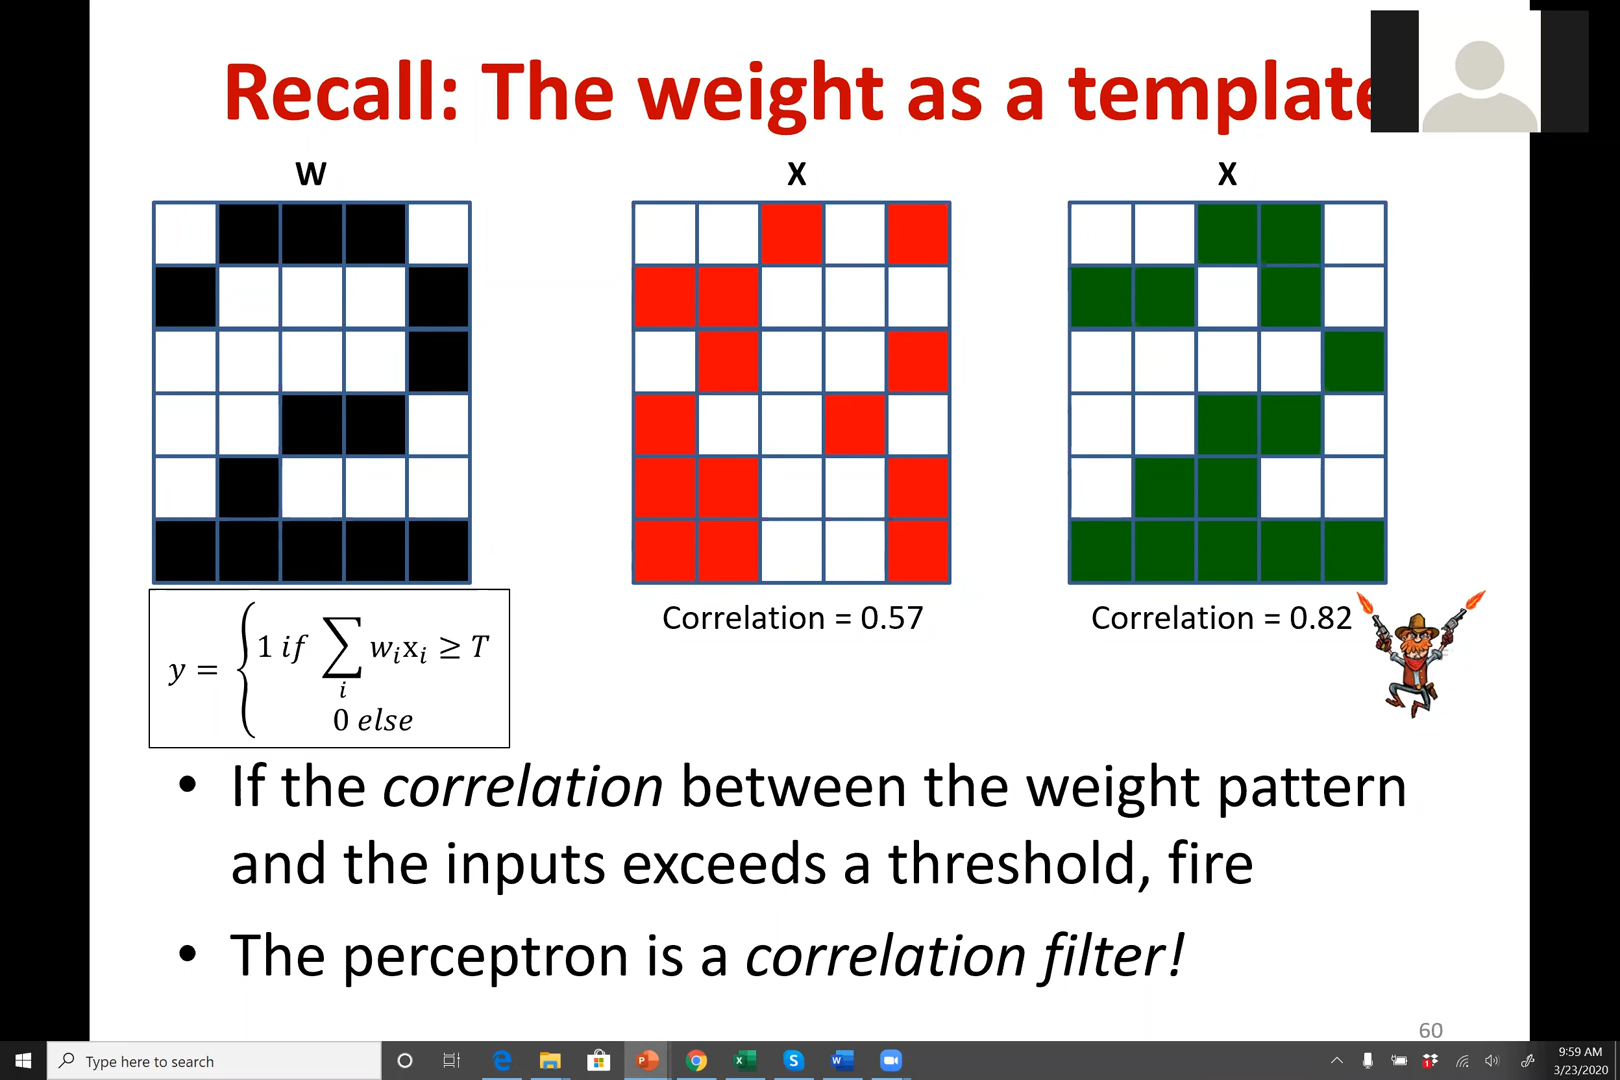 Recall: The weight as a template
W
X
X
Correlation = 0.57
Correlation = 0.82
y = { 1 if ∑ᵢ wᵢxᵢ ≥ T
0 else
• If the correlation between the weight pattern
and the inputs exceeds a threshold, fire
• The perceptron is a correlation filter!
60
Type here to search
9:59 AM
3/23/2020